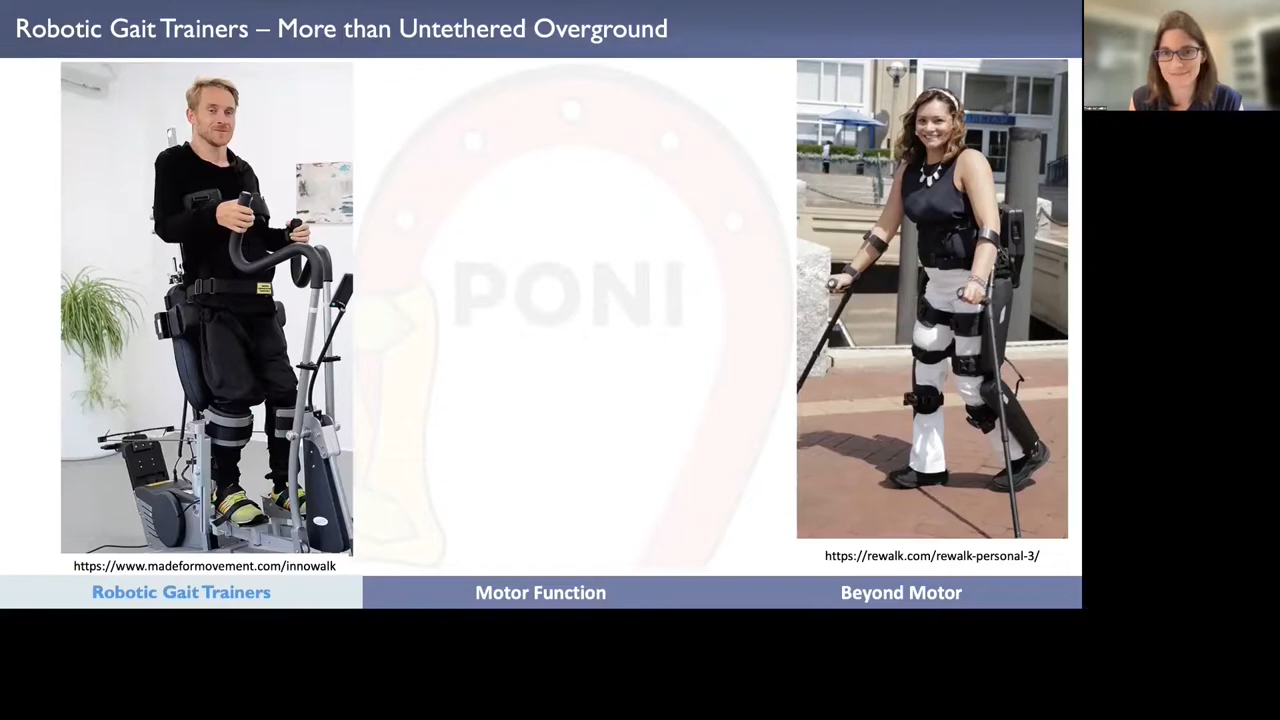 Robotic Gait Trainers – More than Untethered Overground
PONI
https://www.madeformovement.com/innowalk
https://rewalk.com/rewalk-personal-3/
Robotic Gait Trainers
Motor Function
Beyond Motor